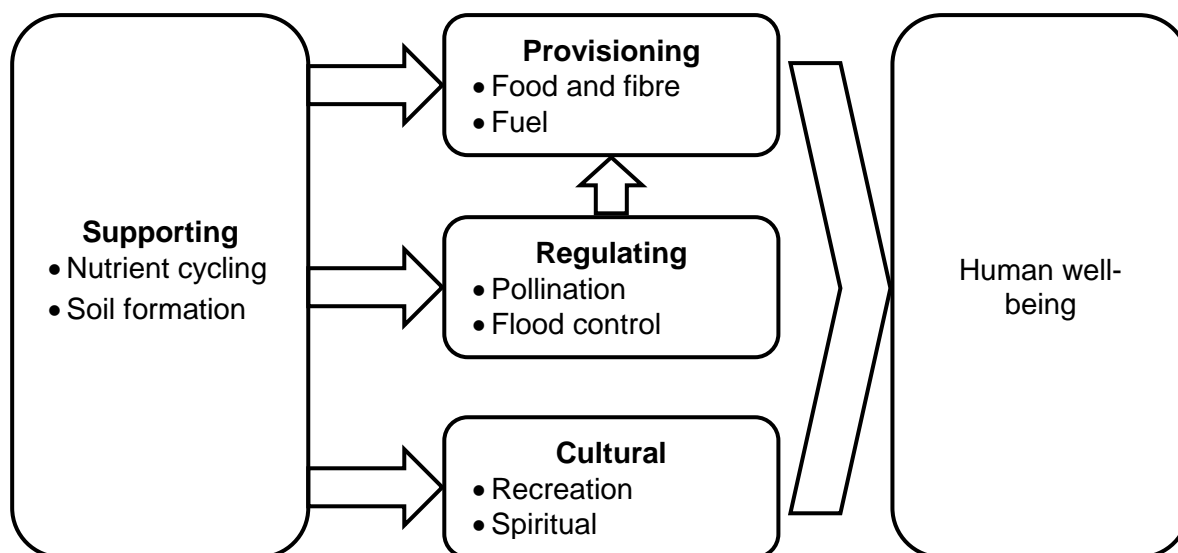 Supporting
• Nutrient cycling
• Soil formation
Provisioning
• Food and fibre
• Fuel
Regulating
• Pollination
• Flood control
Cultural
• Recreation
• Spiritual
Human well-
being